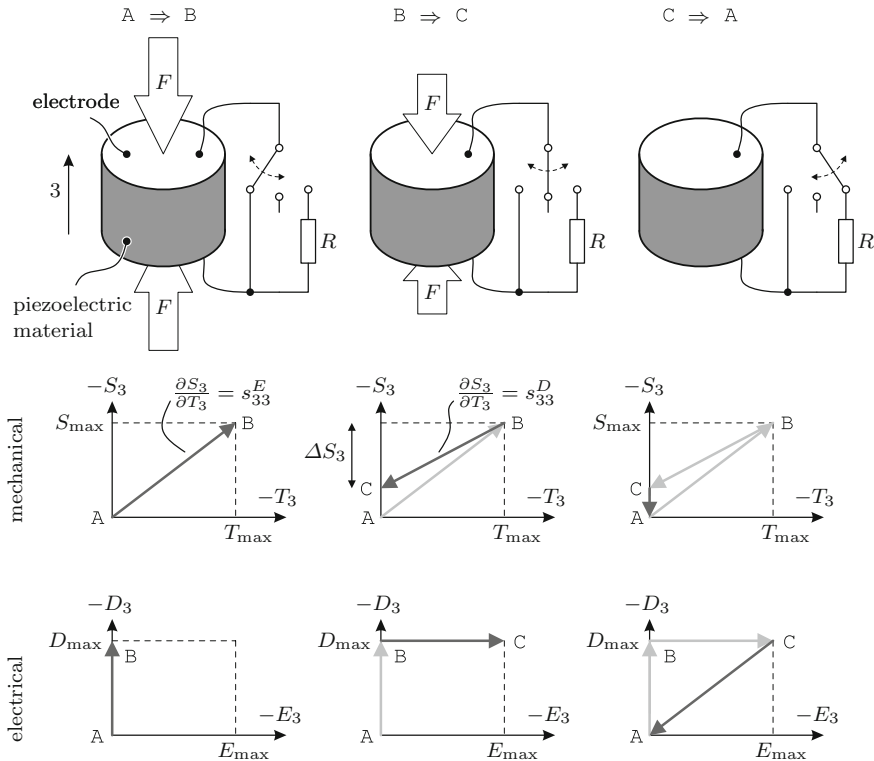 A ⇒ B
B ⇒ C
C ⇒ A
F
F
electrode
3
R
R
R
F
F
piezoelectric
material
mechanical
−S₃
∂S₃/∂T₃ = s₃₃ᴱ
Sₘₐₓ
B
−T₃
A
Tₘₐₓ
−S₃
∂S₃/∂T₃ = s₃₃ᴰ
B
ΔS₃
C
−T₃
A
Tₘₐₓ
−S₃
Sₘₐₓ
B
C
−T₃
A
Tₘₐₓ
electrical
−D₃
Dₘₐₓ
B
−E₃
A
Eₘₐₓ
−D₃
Dₘₐₓ
B
C
−E₃
A
Eₘₐₓ
−D₃
Dₘₐₓ
B
C
−E₃
A
Eₘₐₓ